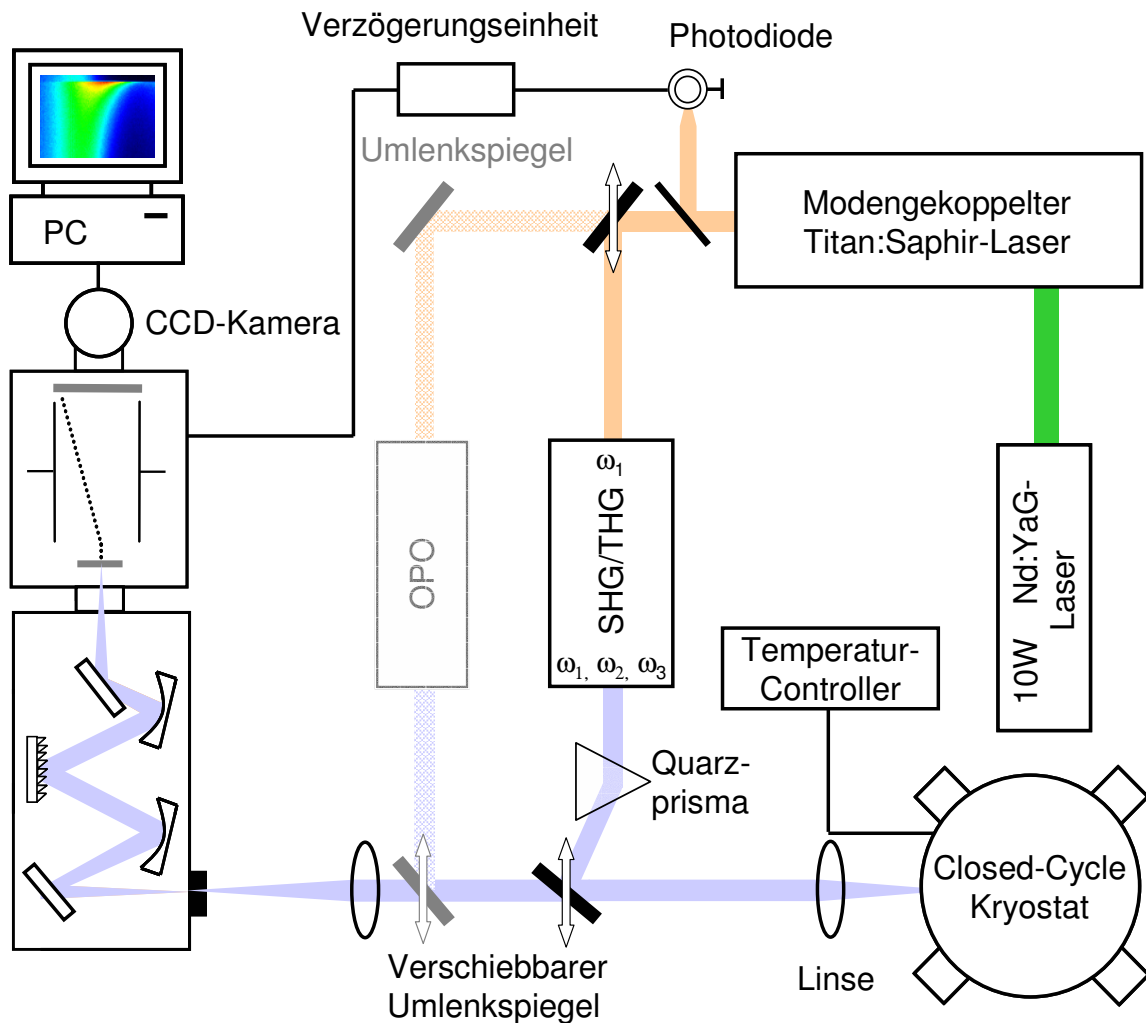 Verzögerungseinheit
Photodiode
Umlenkspiegel
PC
Modengekoppelter
Titan:Saphir-Laser
CCD-Kamera
OPO
ω1
SHG/THG
ω1, ω2, ω3
10W Nd:YaG-
Laser
Temperatur-
Controller
Quarz-
prisma
Closed-Cycle
Kryostat
Verschiebbarer
Umlenkspiegel
Linse